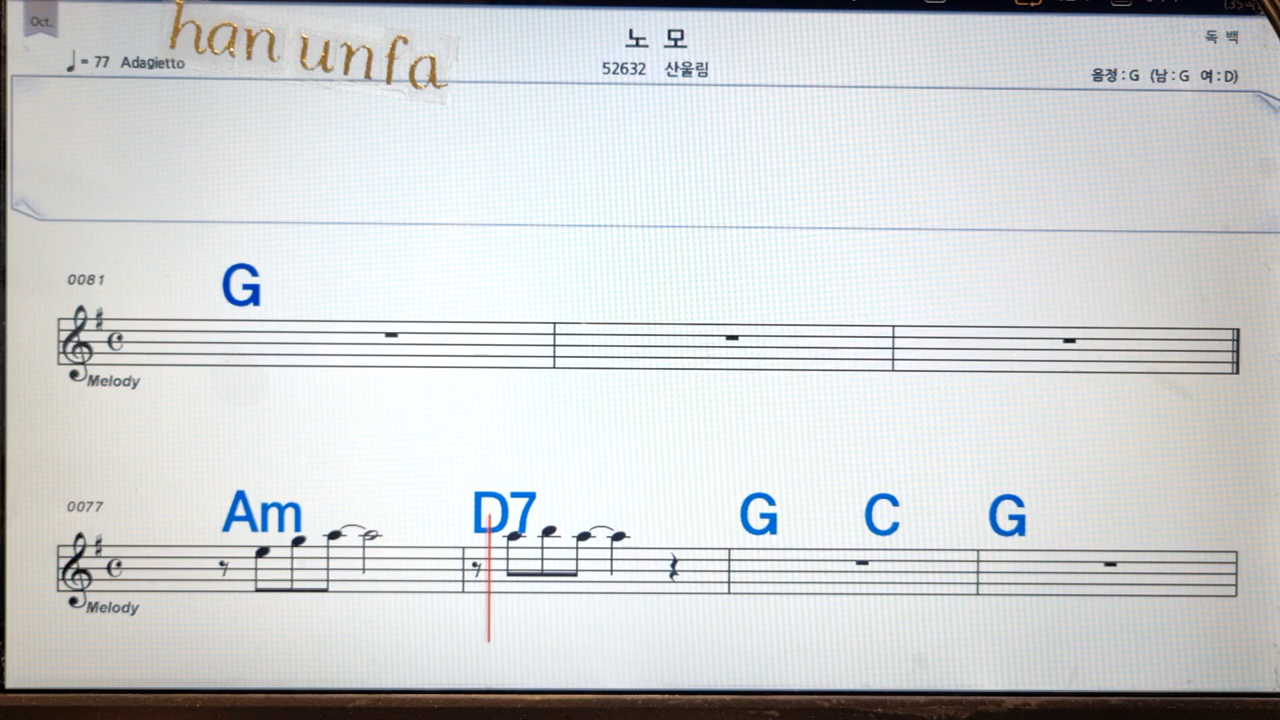 Oct.
han unfa
노 모
독 백
♩= 77 Adagietto
52632 산울림
음정 : G (남 : G 여 : D)
0081
G
Melody
0077
Am D7 G C G
Melody